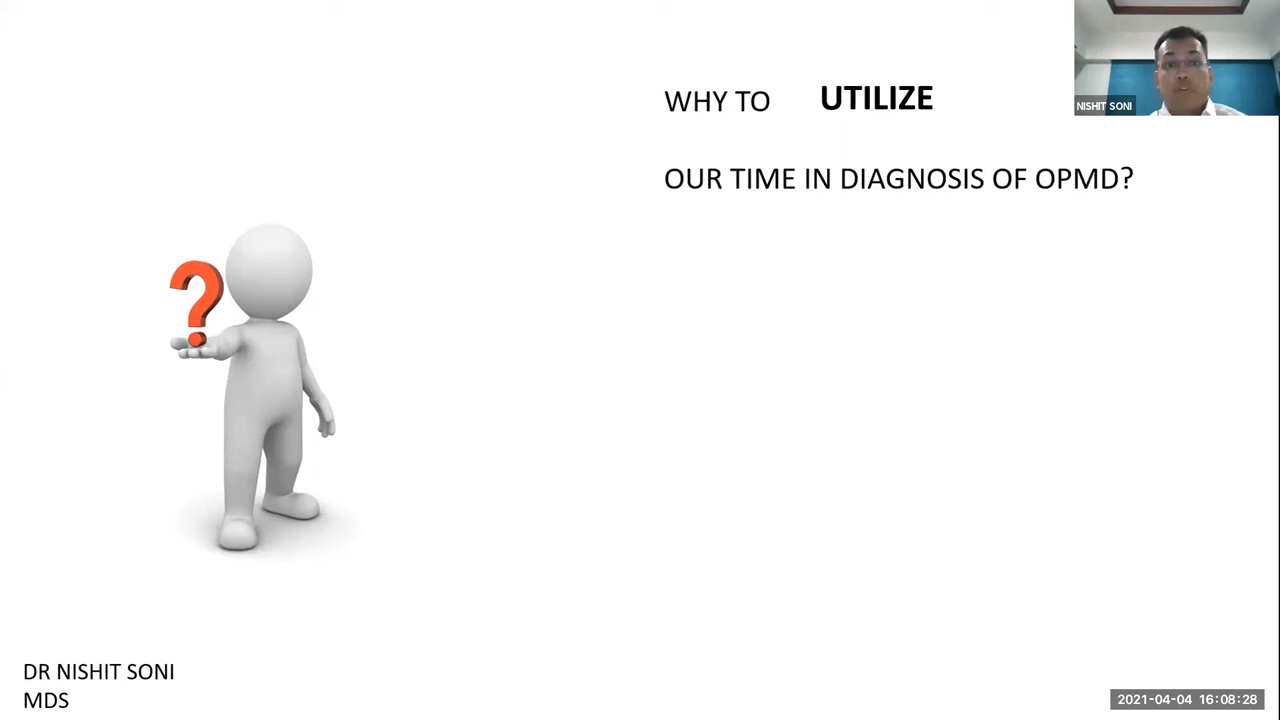 WHY TO UTILIZE
NISHIT SONI
OUR TIME IN DIAGNOSIS OF OPMD?
?
DR NISHIT SONI
MDS
2021-04-04 16:08:28